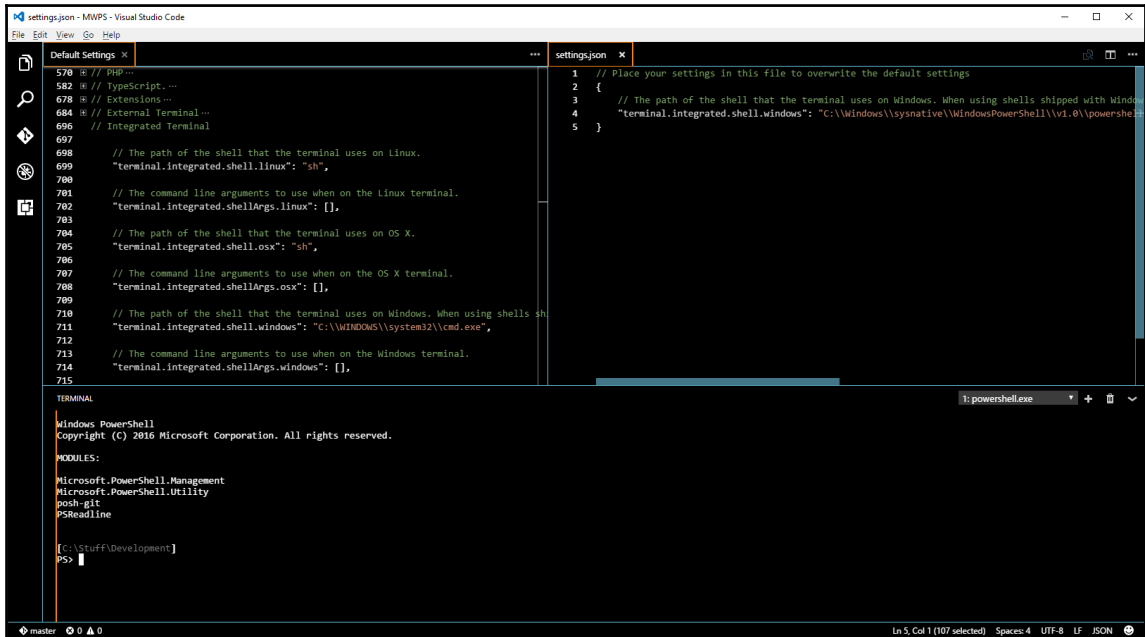 settings.json - MWPS - Visual Studio Code
File Edit View Go Help
Default Settings ×
570 // PHP ...
582 // TypeScript. ...
678 // Extensions ...
684 // External Terminal ...
696 // Integrated Terminal
697
698 // The path of the shell that the terminal uses on Linux.
699 "terminal.integrated.shell.linux": "sh",
700
701 // The command line arguments to use when on the Linux terminal.
702 "terminal.integrated.shellArgs.linux": [],
703
704 // The path of the shell that the terminal uses on OS X.
705 "terminal.integrated.shell.osx": "sh",
706
707 // The command line arguments to use when on the OS X terminal.
708 "terminal.integrated.shellArgs.osx": [],
709
710 // The path of the shell that the terminal uses on Windows. When using shells sh
711 "terminal.integrated.shell.windows": "C:\\WINDOWS\\system32\\cmd.exe",
712
713 // The command line arguments to use when on the Windows terminal.
714 "terminal.integrated.shellArgs.windows": [],
715
settings.json ×
1 // Place your settings in this file to overwrite the default settings
2 {
3 // The path of the shell that the terminal uses on Windows. When using shells shipped with Window
4 "terminal.integrated.shell.windows": "C:\\Windows\\sysnative\\WindowsPowerShell\\v1.0\\powershell
5 }
TERMINAL
1: powershell.exe
Windows PowerShell
Copyright (C) 2016 Microsoft Corporation. All rights reserved.
MODULES:
Microsoft.PowerShell.Management
Microsoft.PowerShell.Utility
posh-git
PSReadline
[C:\Stuff\Development]
PS>
master 0 0
Ln 5, Col 1 (107 selected) Spaces: 4 UTF-8 LF JSON